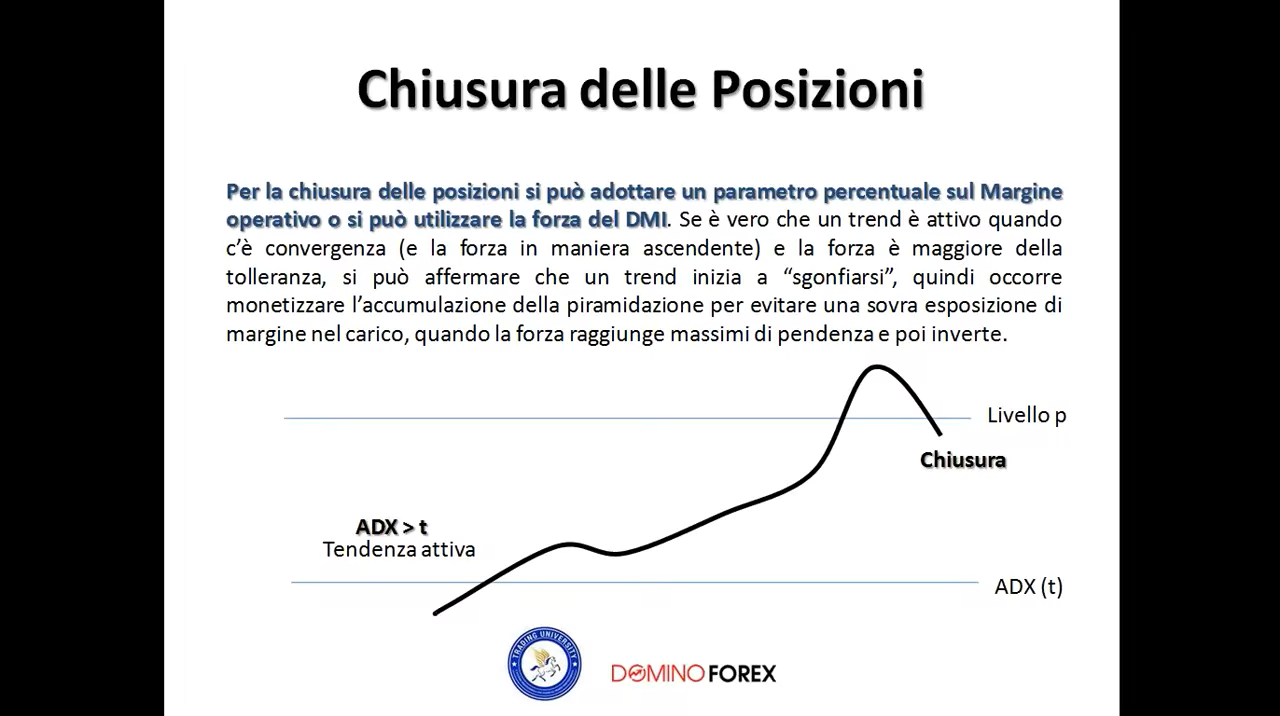 Chiusura delle Posizioni
Per la chiusura delle posizioni si può adottare un parametro percentuale sul Margine
operativo o si può utilizzare la forza del DMI. Se è vero che un trend è attivo quando
c’è convergenza (e la forza in maniera ascendente) e la forza è maggiore della
tolleranza, si può affermare che un trend inizia a “sgonfiarsi”, quindi occorre
monetizzare l’accumulazione della piramidazione per evitare una sovra esposizione di
margine nel carico, quando la forza raggiunge massimi di pendenza e poi inverte.
Livello p
Chiusura
ADX > t
Tendenza attiva
ADX (t)
TRADING UNIVERSITY
DOMINO FOREX